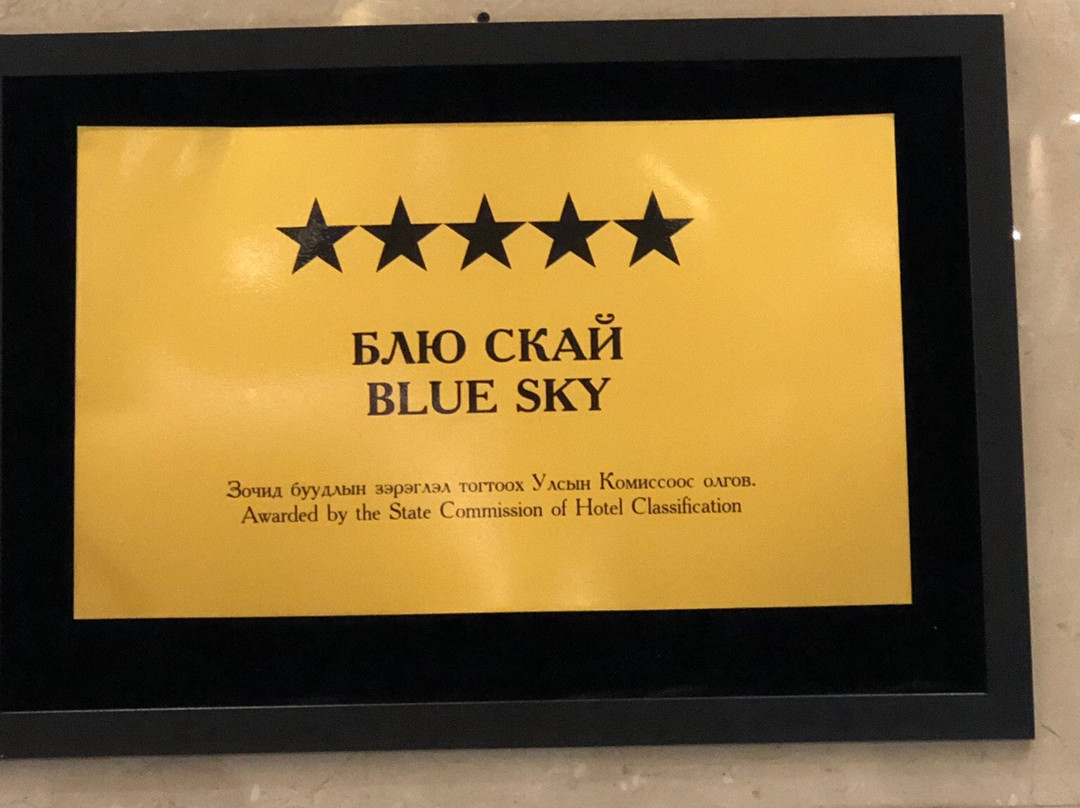 БЛЮ СКАЙ
BLUE SKY
Зочид буудлын зэрэглэл тогтоох Улсын Комиссоос олгов.
Awarded by the State Commission of Hotel Classification